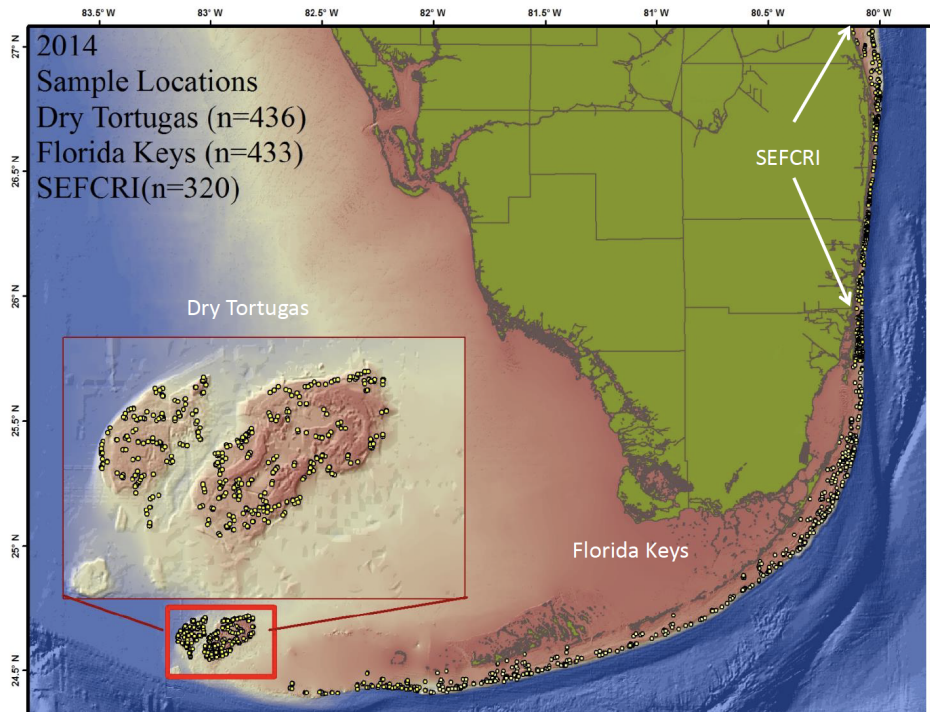 83.5° W
83° W
82.5° W
82° W
81.5° W
81° W
80.5° W
80° W
27° N
26.5° N
26° N
25.5° N
25° N
24.5° N
2014
Sample Locations
Dry Tortugas (n=436)
Florida Keys (n=433)
SEFCRI(n=320)
SEFCRI
Dry Tortugas
Florida Keys